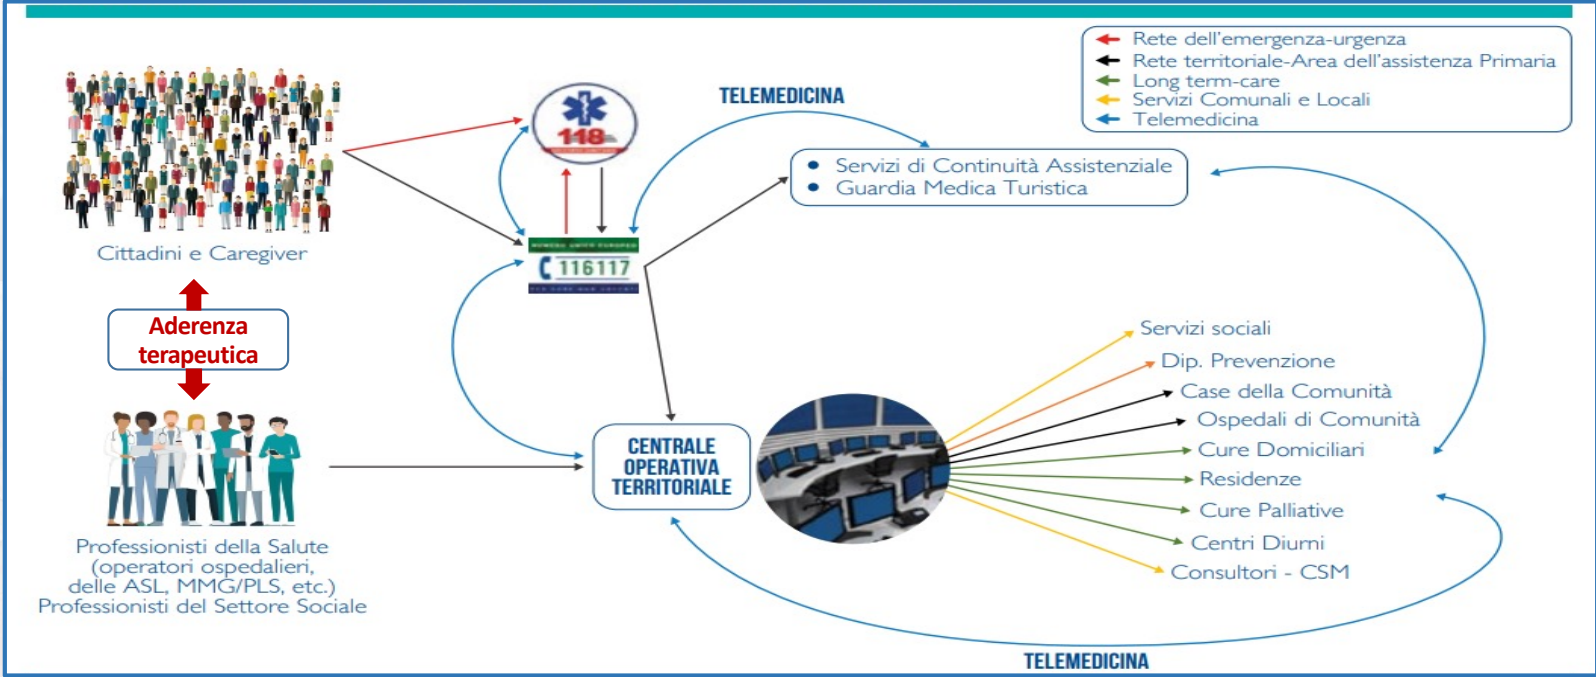 Rete dell'emergenza-urgenza
Rete territoriale-Area dell'assistenza Primaria
Long term-care
Servizi Comunali e Locali
Telemedicina
TELEMEDICINA
118
Servizi di Continuità Assistenziale
Guardia Medica Turistica
Cittadini e Caregiver
NUMERO UNICO EUROPEO
116117
Aderenza
terapeutica
Servizi sociali
Dip. Prevenzione
Case della Comunità
Ospedali di Comunità
Cure Domiciliari
Residenze
Cure Palliative
Centri Diurni
Consultori - CSM
CENTRALE
OPERATIVA
TERRITORIALE
Professionisti della Salute
(operatori ospedalieri,
delle ASL, MMG/PLS, etc.)
Professionisti del Settore Sociale
TELEMEDICINA